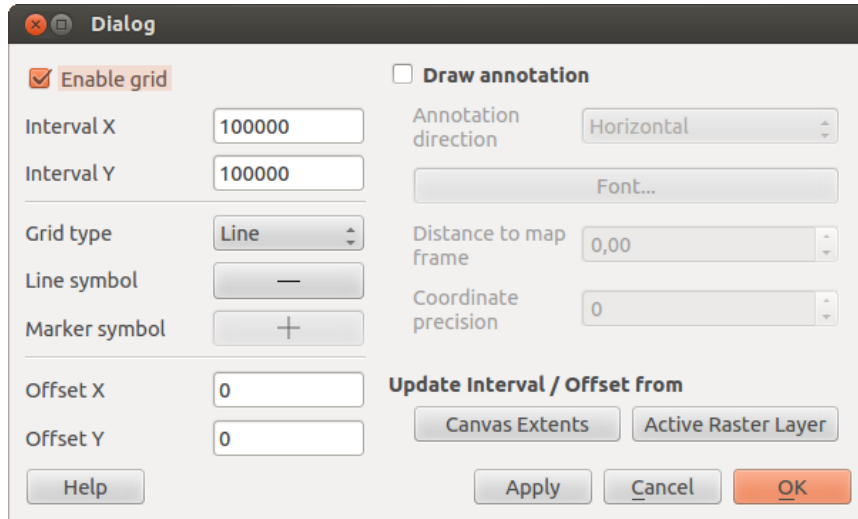 Dialog
Enable grid
Interval X 100000
Interval Y 100000
Grid type Line
Line symbol
Marker symbol
Offset X 0
Offset Y 0
Draw annotation
Annotation
direction
Horizontal
Font...
Distance to map
frame
0,00
Coordinate
precision
0
Update Interval / Offset from
Canvas Extents Active Raster Layer
Help Apply Cancel OK